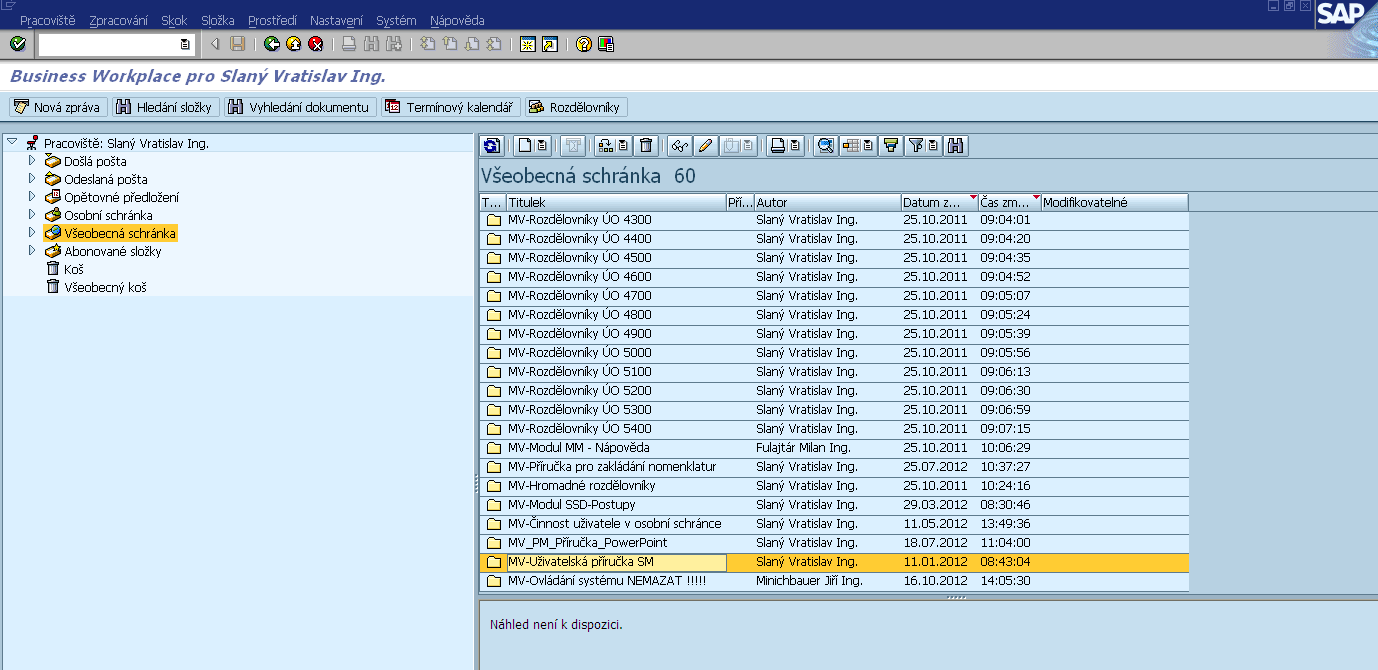 Pracoviště Zpracování Skok Složka Prostředí Nastavení Systém Nápověda
SAP
Business Workplace pro Slaný Vratislav Ing.
Nová zpráva Hledání složky Vyhledání dokumentu 12 Termínový kalendář Rozdělovníky
Pracoviště: Slaný Vratislav Ing.
Došlá pošta
Odeslaná pošta
Opětovné předložení
Osobní schránka
Všeobecná schránka
Abonované složky
Koš
Všeobecný koš
Všeobecná schránka 60
T... Titulek Pří... Autor Datum z... Čas zm... Modifikovatelné
MV-Rozdělovníky ÚO 4300 Slaný Vratislav Ing. 25.10.2011 09:04:01
MV-Rozdělovníky ÚO 4400 Slaný Vratislav Ing. 25.10.2011 09:04:20
MV-Rozdělovníky ÚO 4500 Slaný Vratislav Ing. 25.10.2011 09:04:35
MV-Rozdělovníky ÚO 4600 Slaný Vratislav Ing. 25.10.2011 09:04:52
MV-Rozdělovníky ÚO 4700 Slaný Vratislav Ing. 25.10.2011 09:05:07
MV-Rozdělovníky ÚO 4800 Slaný Vratislav Ing. 25.10.2011 09:05:24
MV-Rozdělovníky ÚO 4900 Slaný Vratislav Ing. 25.10.2011 09:05:39
MV-Rozdělovníky ÚO 5000 Slaný Vratislav Ing. 25.10.2011 09:05:56
MV-Rozdělovníky ÚO 5100 Slaný Vratislav Ing. 25.10.2011 09:06:13
MV-Rozdělovníky ÚO 5200 Slaný Vratislav Ing. 25.10.2011 09:06:30
MV-Rozdělovníky ÚO 5300 Slaný Vratislav Ing. 25.10.2011 09:06:59
MV-Rozdělovníky ÚO 5400 Slaný Vratislav Ing. 25.10.2011 09:07:15
MV-Modul MM - Nápověda Fulajtár Milan Ing. 25.10.2011 10:06:29
MV-Příručka pro zakládání nomenklatur Slaný Vratislav Ing. 25.07.2012 10:37:27
MV-Hromadné rozdělovníky Slaný Vratislav Ing. 25.10.2011 10:24:16
MV-Modul SSD-Postupy Slaný Vratislav Ing. 29.03.2012 08:30:46
MV-Činnost uživatele v osobní schránce Slaný Vratislav Ing. 11.05.2012 13:49:36
MV_PM_Příručka_PowerPoint Slaný Vratislav Ing. 18.07.2012 11:04:00
MV-Uživatelská příručka SM Slaný Vratislav Ing. 11.01.2012 08:43:04
MV-Ovládání systému NEMAZAT !!!!! Minichbauer Jiří Ing. 16.10.2012 14:05:30
Náhled není k dispozici.